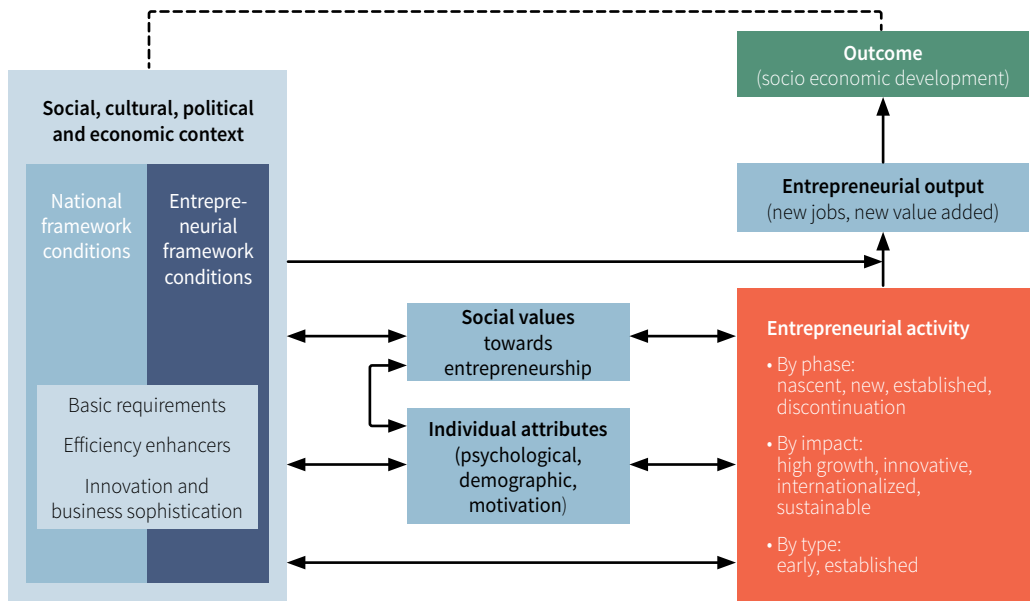 Outcome
(socio economic development)
Social, cultural, political
and economic context
National
framework
conditions
Entrepre-
neurial
framework
conditions
Entrepreneurial output
(new jobs, new value added)
Social values
towards
entrepreneurship
Entrepreneurial activity
• By phase:
nascent, new, established,
discontinuation
• By impact:
high growth, innovative,
internationalized,
sustainable
• By type:
early, established
Basic requirements
Efficiency enhancers
Innovation and
business sophistication
Individual attributes
(psychological,
demographic,
motivation)